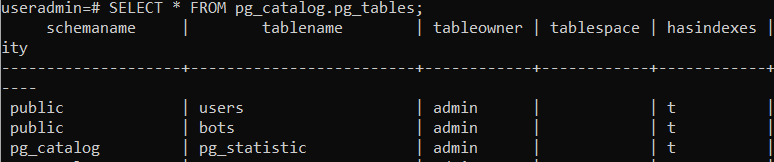 useradmin=# SELECT * FROM pg_catalog.pg_tables;
     schemaname     |        tablename        | tableowner | tablespace | hasindexes |
ity
--------------------+-------------------------+------------+------------+------------+
----
 public             | users                   | admin      |            | t          |
 public             | bots                    | admin      |            | t          |
 pg_catalog         | pg_statistic            | admin      |            | t          |